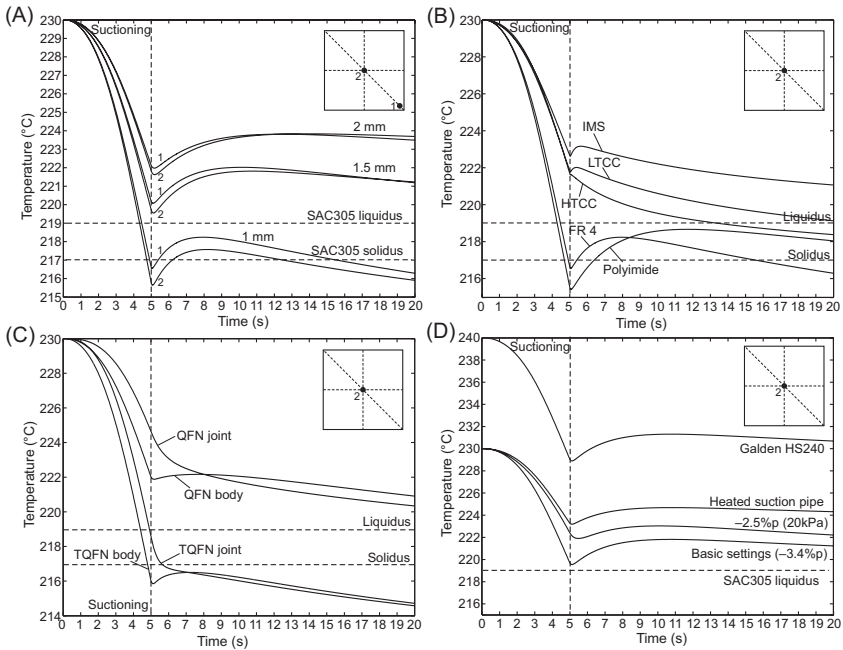 (A)
Temperature (°C)
230
229
228
227
226
225
224
223
222
221
220
219
218
217
216
215
Suctioning
2
1
1
2
2 mm
1
2
1.5 mm
SAC305 liquidus
1
2
1 mm
SAC305 solidus
0 1 2 3 4 5 6 7 8 9 10 11 12 13 14 15 16 17 18 19 20
Time (s)
(B)
Temperature (°C)
230
228
226
224
222
220
218
216
Suctioning
2
IMS
LTCC
HTCC
Liquidus
FR 4
Solidus
Polyimide
0 1 2 3 4 5 6 7 8 9 10 11 12 13 14 15 16 17 18 19 20
Time (s)
(C)
Temperature (°C)
230
228
226
224
222
220
218
216
214
2
QFN joint
QFN body
Liquidus
Solidus
TQFN body
TQFN joint
Suctioning
0 1 2 3 4 5 6 7 8 9 10 11 12 13 14 15 16 17 18 19 20
Time (s)
(D)
Temperature (°C)
240
238
236
234
232
230
228
226
224
222
220
218
216
Suctioning
2
Galden HS240
Heated suction pipe
–2.5%p (20kPa)
Basic settings (–3.4%p)
SAC305 liquidus
0 1 2 3 4 5 6 7 8 9 10 11 12 13 14 15 16 17 18 19 20
Time (s)